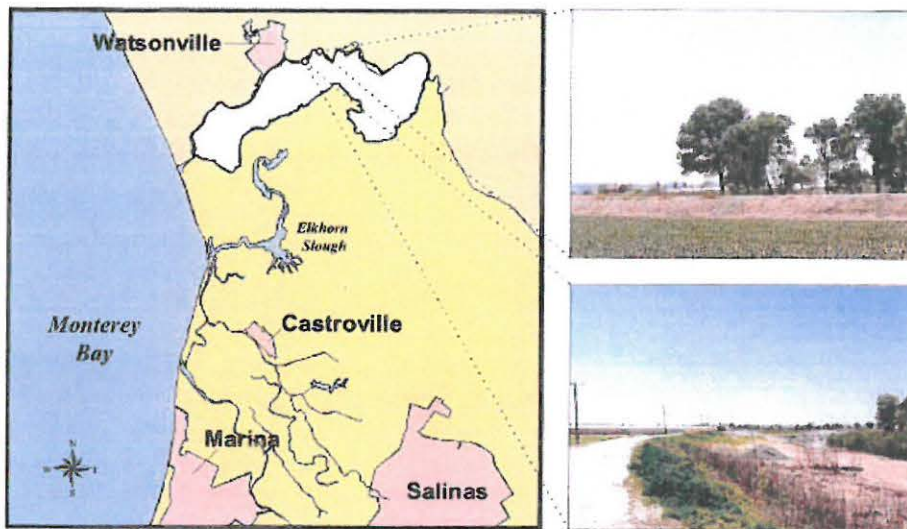 Watsonville
Elkhorn
Slough
Castroville
Monterey
Bay
Marina
Salinas
N
W
S